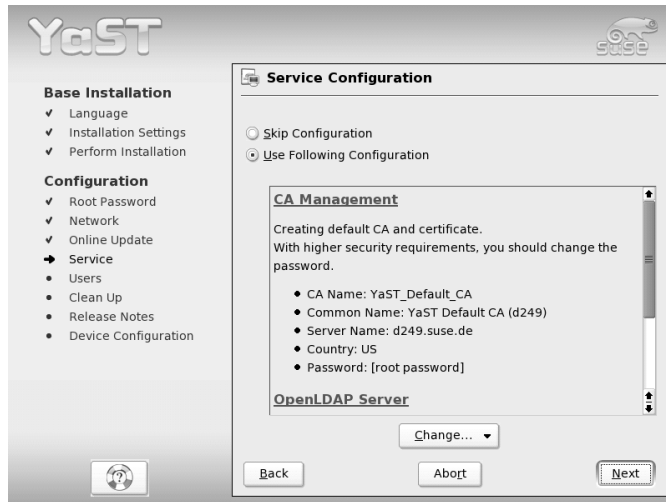 YaST
suse
Base Installation
Language
Installation Settings
Perform Installation
Configuration
Root Password
Network
Online Update
Service
Users
Clean Up
Release Notes
Device Configuration
Service Configuration
Skip Configuration
Use Following Configuration
CA Management
Creating default CA and certificate.
With higher security requirements, you should change the
password.
CA Name: YaST_Default_CA
Common Name: YaST Default CA (d249)
Server Name: d249.suse.de
Country: US
Password: [root password]
OpenLDAP Server
Change...
Back Abort Next